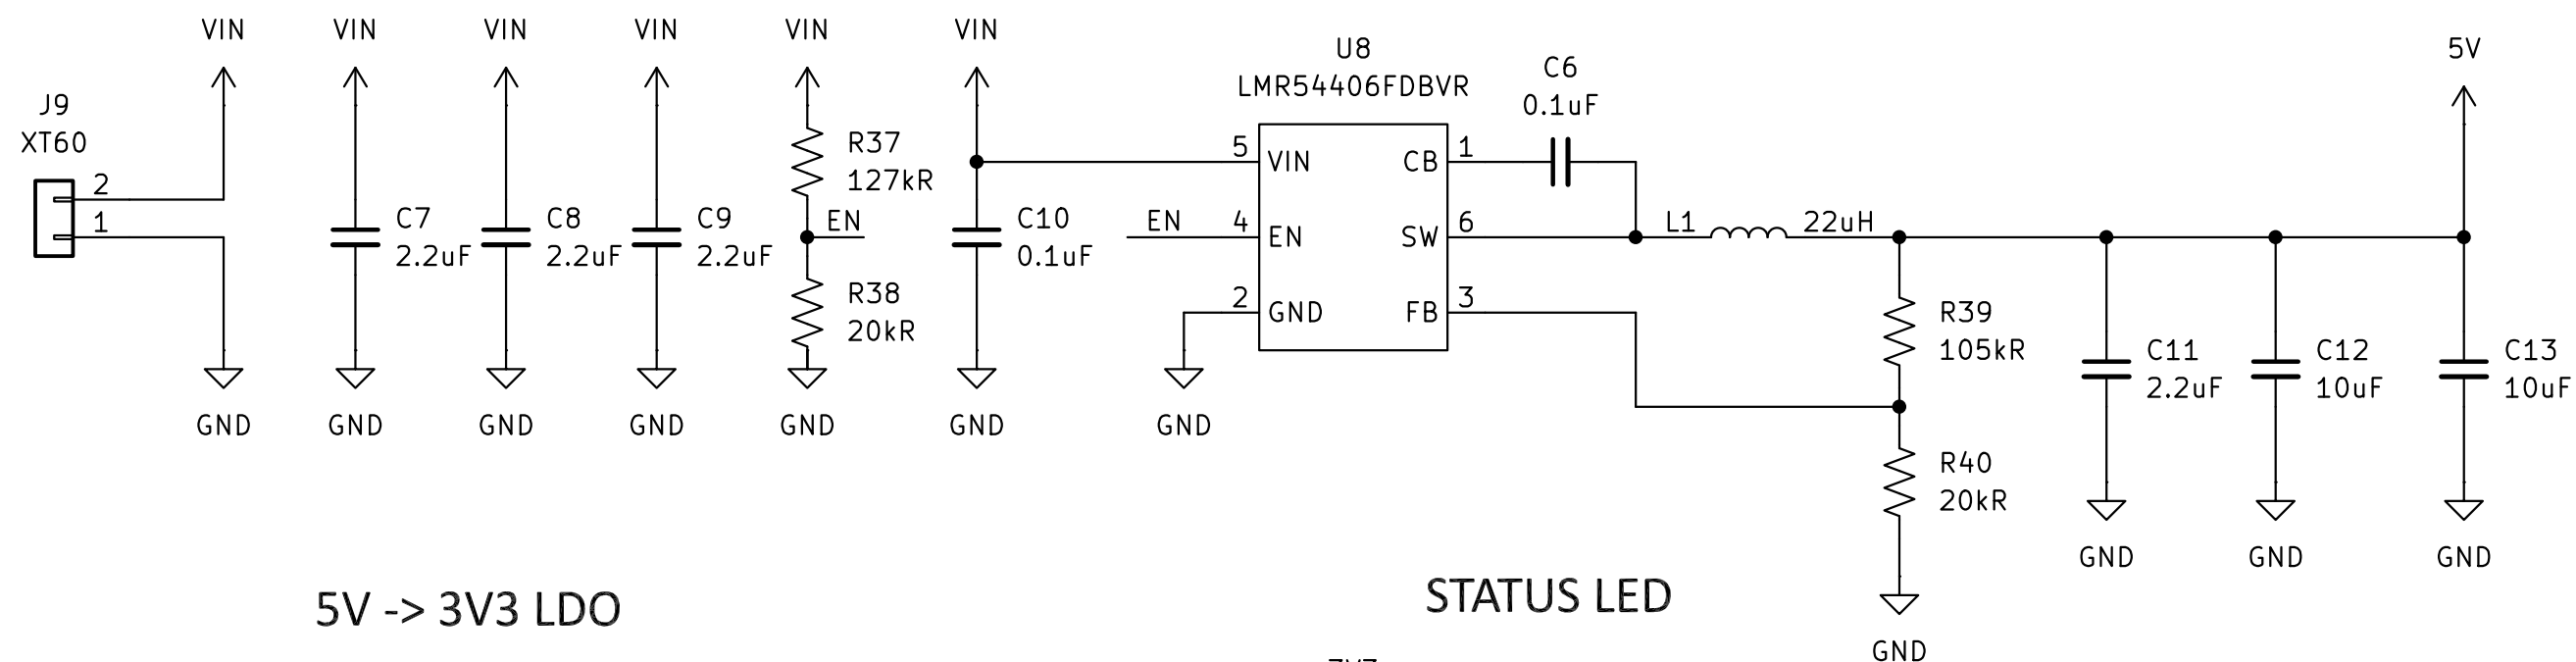 VIN
VIN
VIN
VIN
VIN
VIN
J9
XT60
2
1
GND
C7
2.2uF
GND
C8
2.2uF
GND
C9
2.2uF
GND
R37
127kR
EN
R38
20kR
GND
C10
0.1uF
GND
U8
LMR54406FDBVR
5
VIN
CB
1
EN
4
EN
SW
6
2
GND
FB
3
GND
C6
0.1uF
L1
22uH
R39
105kR
R40
20kR
GND
C11
2.2uF
GND
C12
10uF
GND
5V
C13
10uF
GND
5V -> 3V3 LDO
STATUS LED